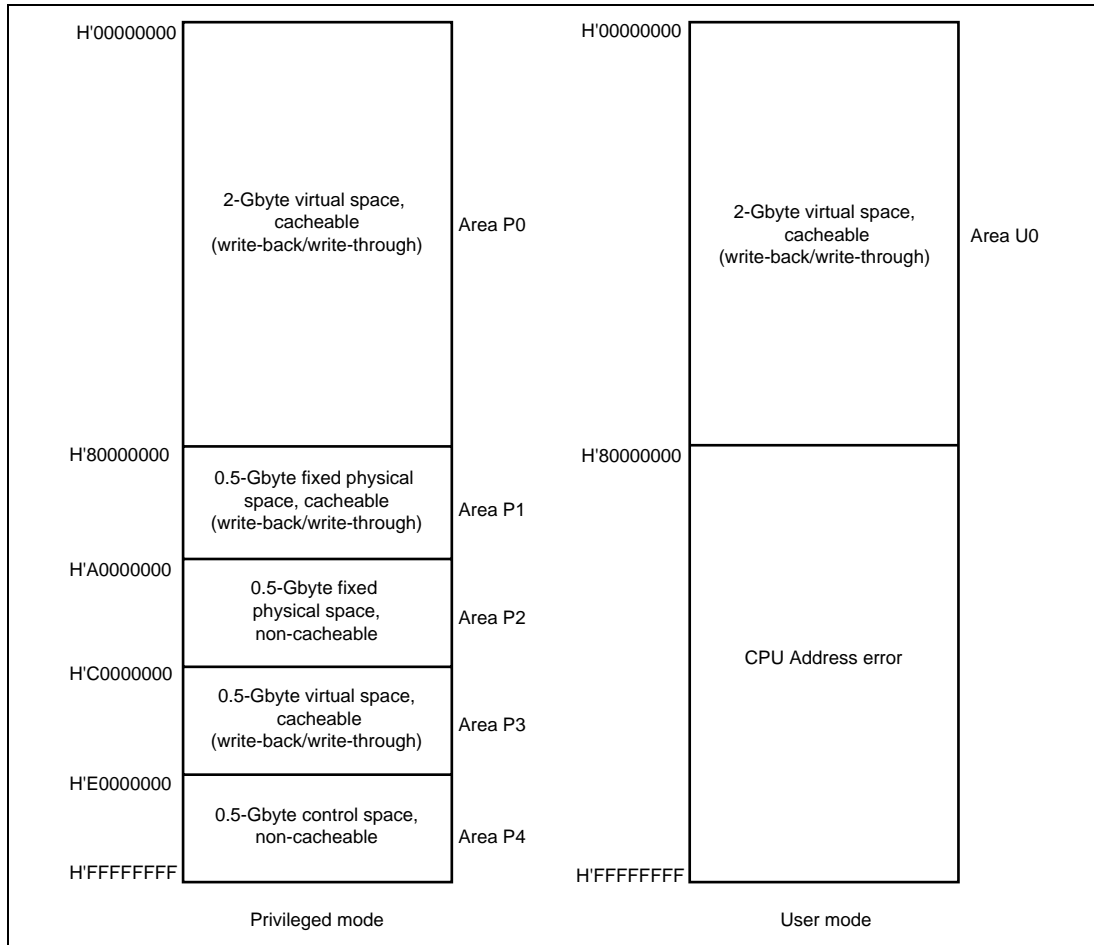 H'00000000
2-Gbyte virtual space,
cacheable
(write-back/write-through)
Area P0
H'80000000
0.5-Gbyte fixed physical
space, cacheable
(write-back/write-through)
Area P1
H'A0000000
0.5-Gbyte fixed
physical space,
non-cacheable
Area P2
H'C0000000
0.5-Gbyte virtual space,
cacheable
(write-back/write-through)
Area P3
H'E0000000
0.5-Gbyte control space,
non-cacheable
Area P4
H'FFFFFFFF
Privileged mode
H'00000000
2-Gbyte virtual space,
cacheable
(write-back/write-through)
Area U0
H'80000000
CPU Address error
H'FFFFFFFF
User mode